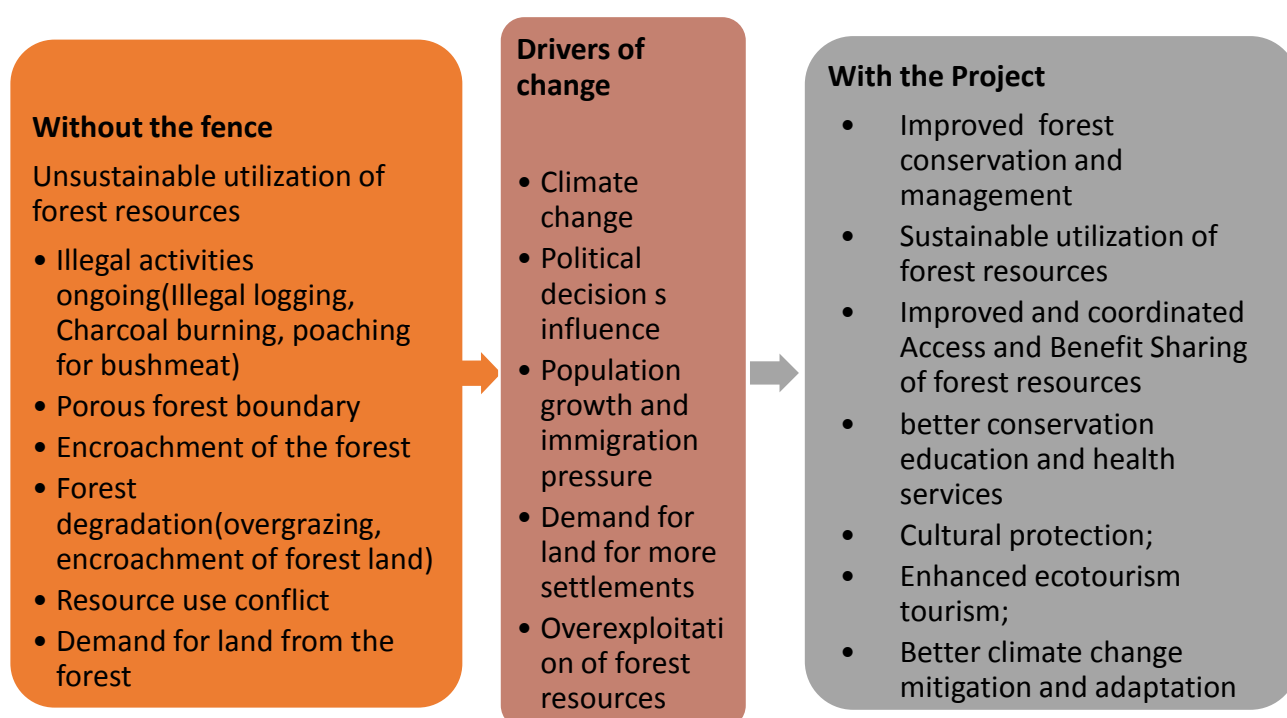 Without the fence
Unsustainable utilization of
forest resources
• Illegal activities
ongoing(Illegal logging,
Charcoal burning, poaching
for bushmeat)
• Porous forest boundary
• Encroachment of the forest
• Forest
degradation(overgrazing,
encroachment of forest land)
• Resource use conflict
• Demand for land from the
forest
Drivers of
change
• Climate
change
• Political
decision s
influence
• Population
growth and
immigration
pressure
• Demand for
land for more
settlements
• Overexploitati
on of forest
resources
With the Project
• Improved forest
conservation and
management
• Sustainable utilization of
forest resources
• Improved and coordinated
Access and Benefit Sharing
of forest resources
• better conservation
education and health
services
• Cultural protection;
• Enhanced ecotourism
tourism;
• Better climate change
mitigation and adaptation